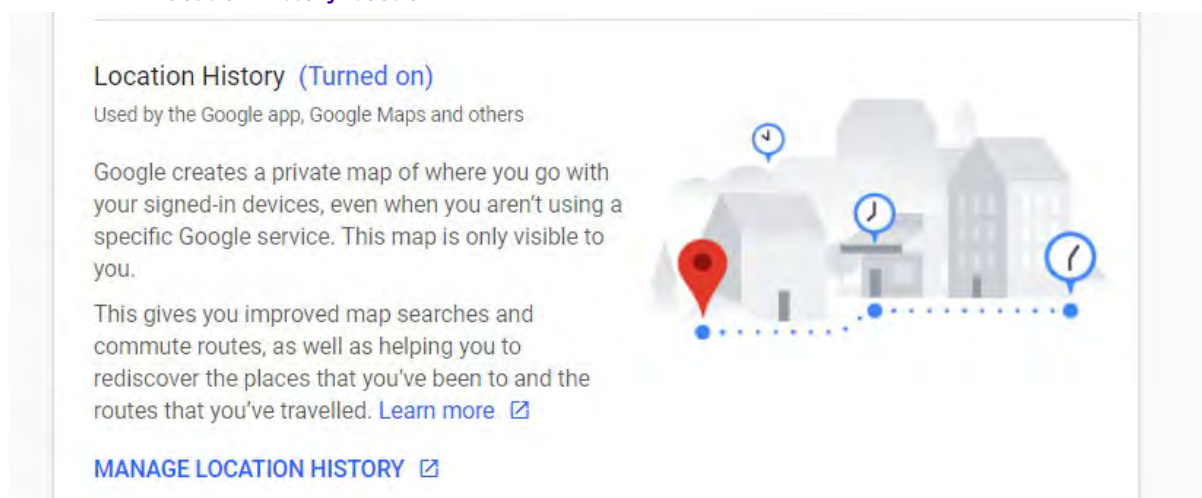 Location History (Turned on)
Used by the Google app, Google Maps and others
Google creates a private map of where you go with
your signed-in devices, even when you aren't using a
specific Google service. This map is only visible to
you.
This gives you improved map searches and
commute routes, as well as helping you to
rediscover the places that you've been to and the
routes that you've travelled. Learn more
MANAGE LOCATION HISTORY